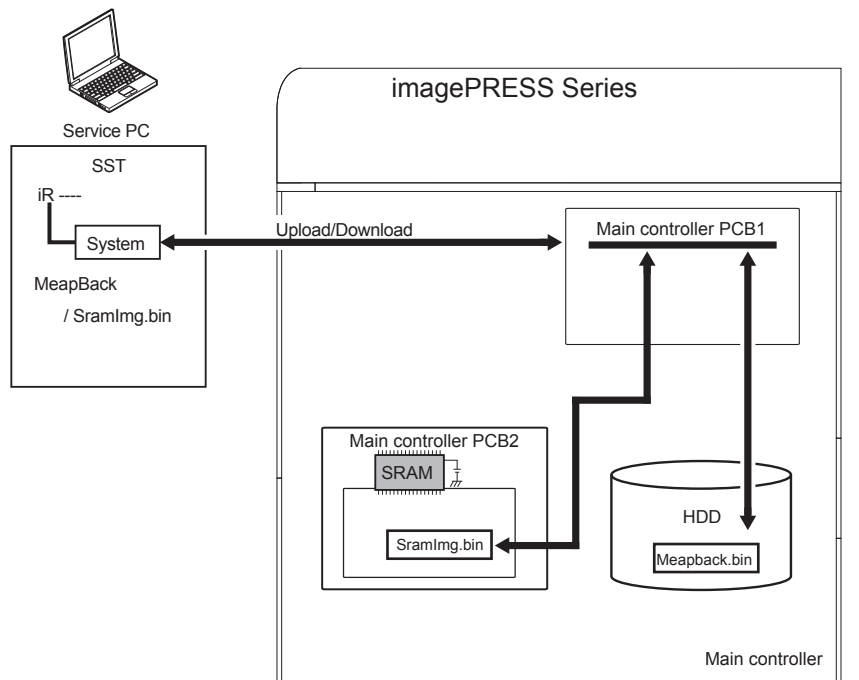 imagePRESS Series
Service PC
SST
iR ----
System
MeapBack
/ SramImg.bin
Upload/Download
Main controller PCB1
Main controller PCB2
SRAM
SramImg.bin
HDD
Meapback.bin
Main controller